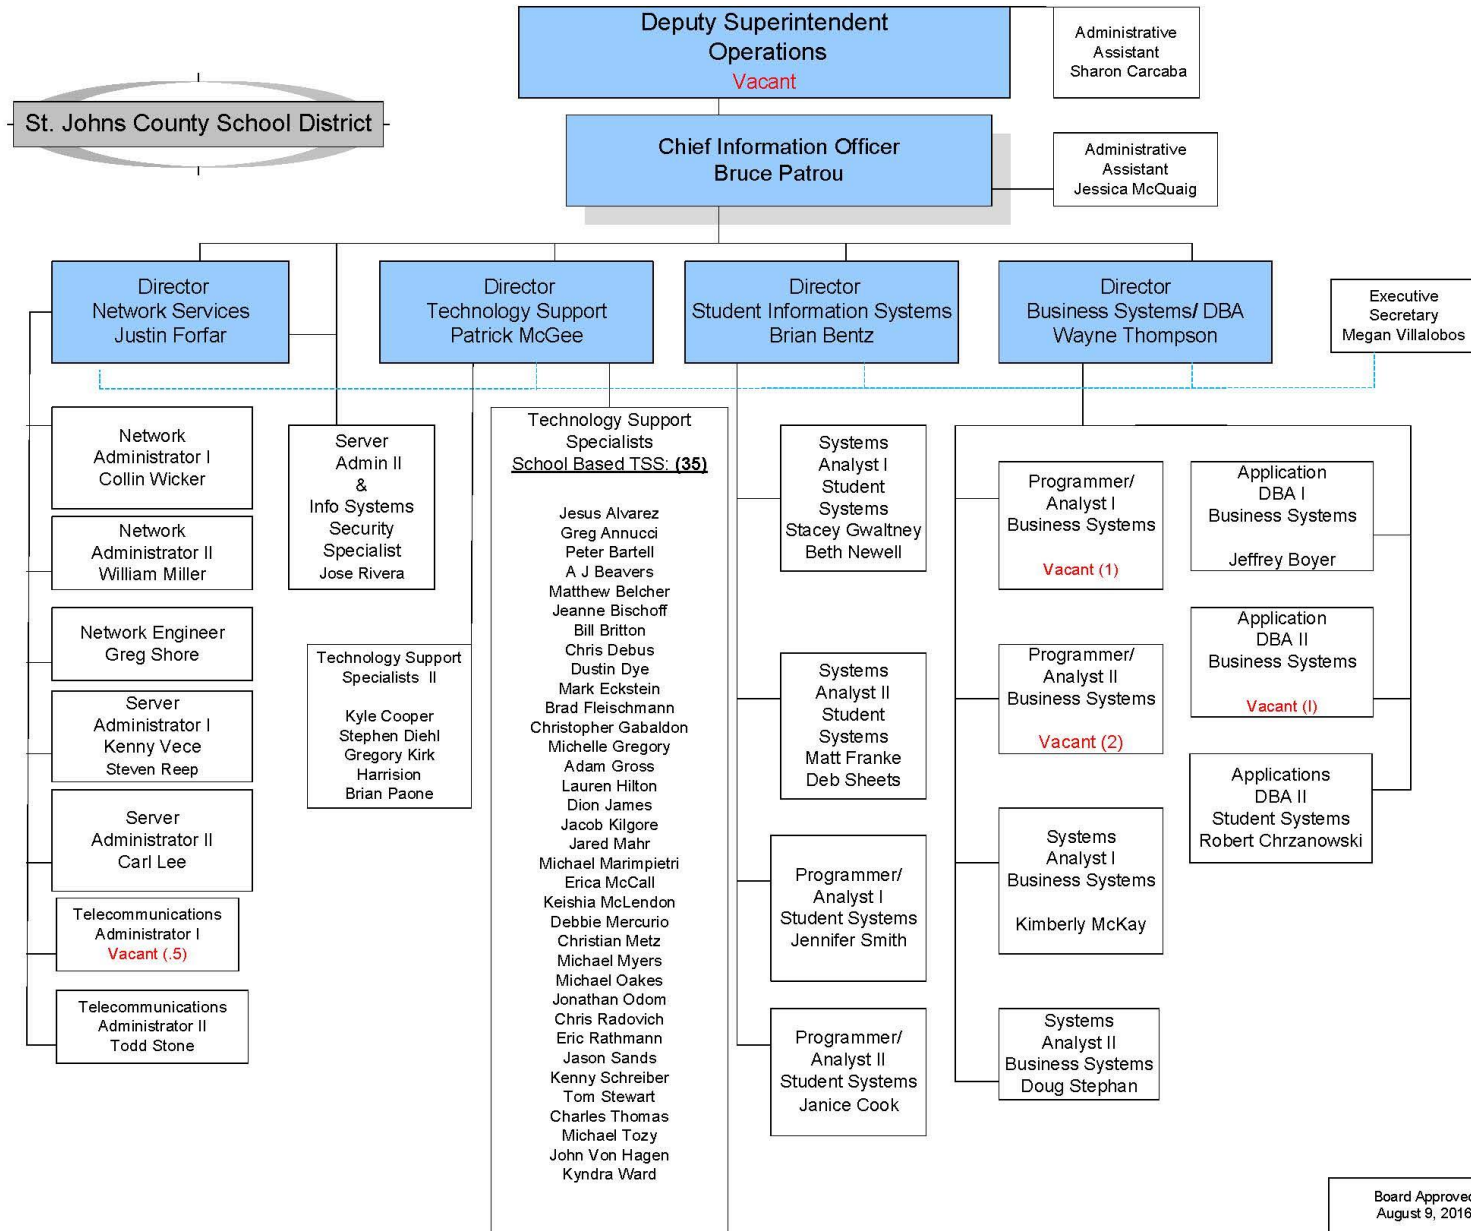 Deputy Superintendent
Operations
Vacant
Administrative
Assistant
Sharon Carcaba
St. Johns County School District
Chief Information Officer
Bruce Patrou
Administrative
Assistant
Jessica McQuaig
Director
Network Services
Justin Forfar
Director
Technology Support
Patrick McGee
Director
Student Information Systems
Brian Bentz
Director
Business Systems/ DBA
Wayne Thompson
Executive
Secretary
Megan Villalobos
Network
Administrator I
Collin Wicker
Network
Administrator II
William Miller
Network Engineer
Greg Shore
Server
Administrator I
Kenny Vece
Steven Reep
Server
Administrator II
Carl Lee
Telecommunications
Administrator I
Vacant (.5)
Telecommunications
Administrator II
Todd Stone
Server
Admin II
&
Info Systems
Security
Specialist
Jose Rivera
Technology Support
Specialists II
Kyle Cooper
Stephen Diehl
Gregory Kirk
Harrision
Brian Paone
Technology Support
Specialists
School Based TSS: (35)
Jesus Alvarez
Greg Annucci
Peter Bartell
A J Beavers
Matthew Belcher
Jeanne Bischoff
Bill Britton
Chris Debus
Dustin Dye
Mark Eckstein
Brad Fleischmann
Christopher Gabaldon
Michelle Gregory
Adam Gross
Lauren Hilton
Dion James
Jacob Kilgore
Jared Mahr
Michael Marimpietri
Erica McCall
Keishia McLendon
Debbie Mercurio
Christian Metz
Michael Myers
Michael Oakes
Jonathan Odom
Chris Radovich
Eric Rathmann
Jason Sands
Kenny Schreiber
Tom Stewart
Charles Thomas
Michael Tozy
John Von Hagen
Kyndra Ward
Systems
Analyst I
Student
Systems
Stacey Gwaltney
Beth Newell
Systems
Analyst II
Student
Systems
Matt Franke
Deb Sheets
Programmer/
Analyst I
Student Systems
Jennifer Smith
Programmer/
Analyst II
Student Systems
Janice Cook
Programmer/
Analyst I
Business Systems
Vacant (1)
Programmer/
Analyst II
Business Systems
Vacant (2)
Systems
Analyst I
Business Systems
Kimberly McKay
Systems
Analyst II
Business Systems
Doug Stephan
Application
DBA I
Business Systems
Jeffrey Boyer
Application
DBA II
Business Systems
Vacant (I)
Applications
DBA II
Student Systems
Robert Chrzanowski
Board Approved
August 9, 2016